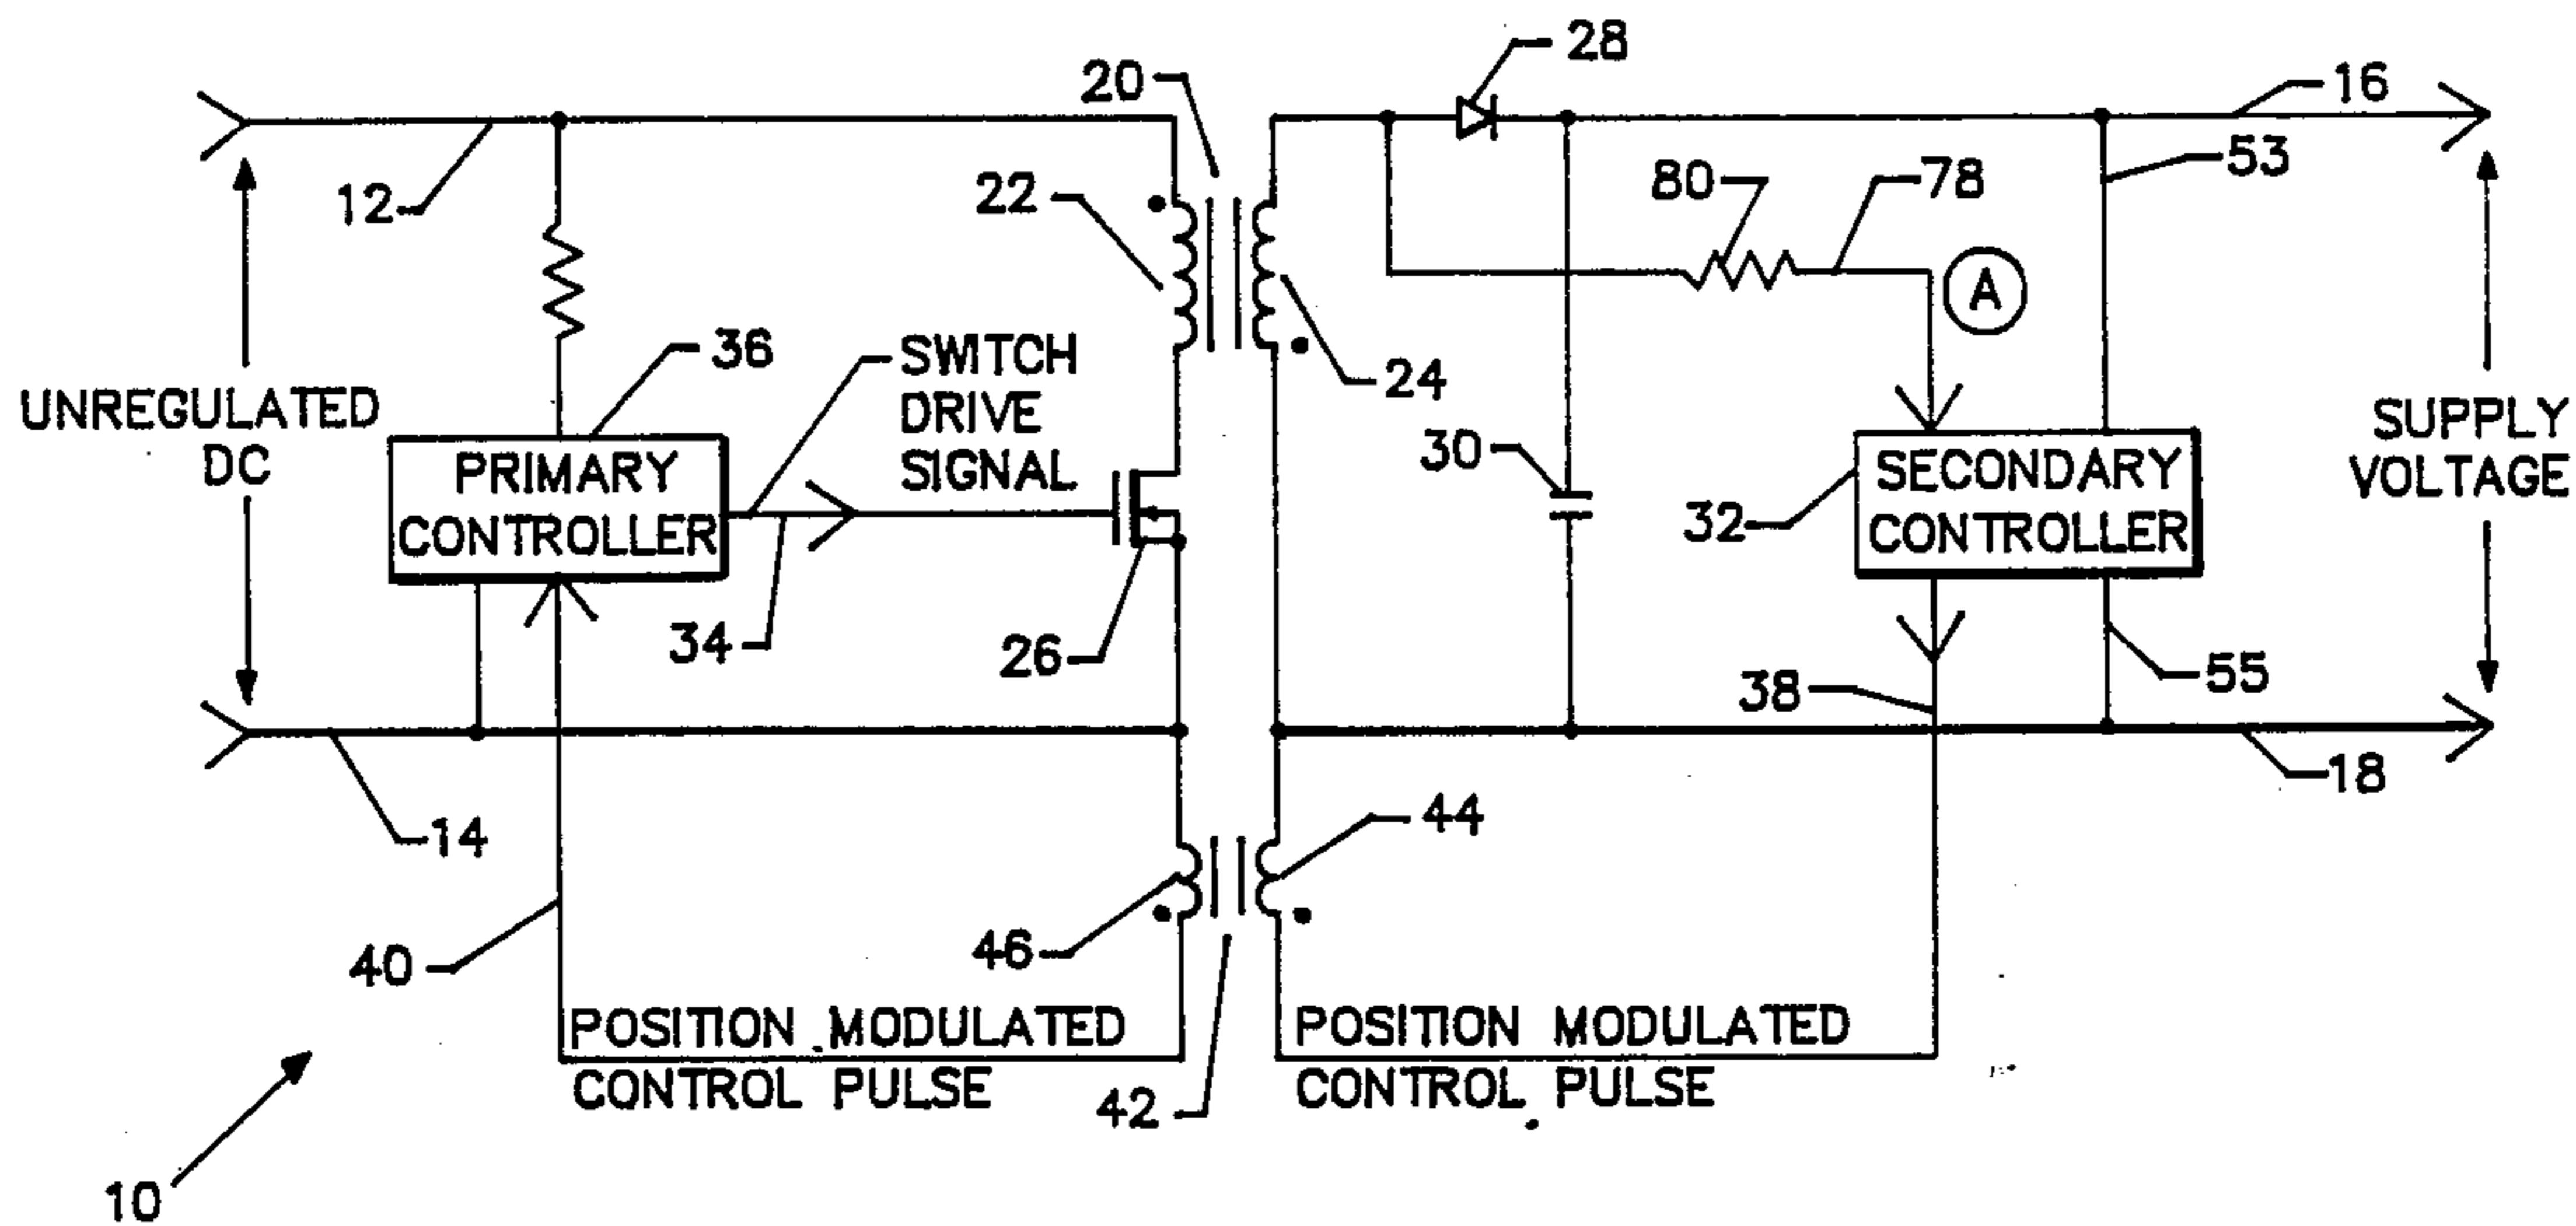 28
20
16
12
22
80
78
53
A
36
SWITCH
DRIVE
SIGNAL
24
UNREGULATED
DC
PRIMARY
CONTROLLER
30
32
SECONDARY
CONTROLLER
SUPPLY
VOLTAGE
34
26
38
55
14
18
46
44
40
POSITION MODULATED
CONTROL PULSE
42
POSITION MODULATED
CONTROL PULSE
10